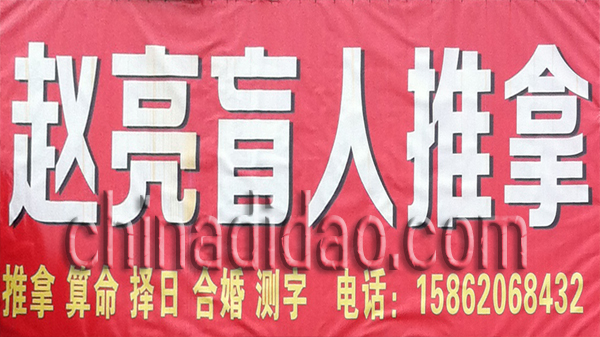 赵亮盲人推拿
chinadidao.com
推拿 算命 择日 合婚 测字 电话：15862068432